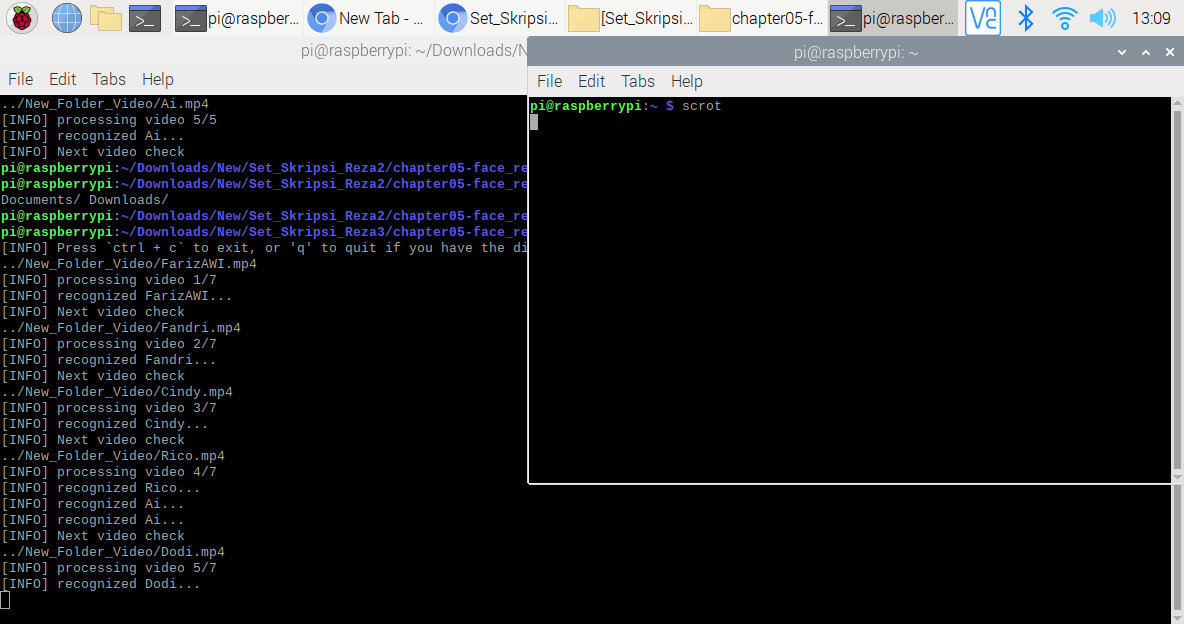 pi@raspber...
New Tab - ...
Set_Skripsi...
[Set_Skripsi...
chapter05-f...
pi@raspber...
VS
13:09
pi@raspberrypi: ~/Downloads/N
File Edit Tabs Help
../New_Folder_Video/Ai.mp4
[INFO] processing video 5/5
[INFO] recognized Ai...
[INFO] Next video check
pi@raspberrypi:~/Downloads/New/Set_Skripsi_Reza2/chapter05-face_re
pi@raspberrypi:~/Downloads/New/Set_Skripsi_Reza2/chapter05-face_re
Documents/ Downloads/
pi@raspberrypi:~/Downloads/New/Set_Skripsi_Reza2/chapter05-face_re
pi@raspberrypi:~/Downloads/New/Set_Skripsi_Reza3/chapter05-face_re
[INFO] Press `ctrl + c` to exit, or 'q' to quit if you have the di
../New_Folder_Video/FarizAWI.mp4
[INFO] processing video 1/7
[INFO] recognized FarizAWI...
[INFO] Next video check
../New_Folder_Video/Fandri.mp4
[INFO] processing video 2/7
[INFO] recognized Fandri...
[INFO] Next video check
../New_Folder_Video/Cindy.mp4
[INFO] processing video 3/7
[INFO] recognized Cindy...
[INFO] Next video check
../New_Folder_Video/Rico.mp4
[INFO] processing video 4/7
[INFO] recognized Rico...
[INFO] recognized Ai...
[INFO] recognized Ai...
[INFO] Next video check
../New_Folder_Video/Dodi.mp4
[INFO] processing video 5/7
[INFO] recognized Dodi...
pi@raspberrypi: ~
File Edit Tabs Help
pi@raspberrypi:~ $ scrot